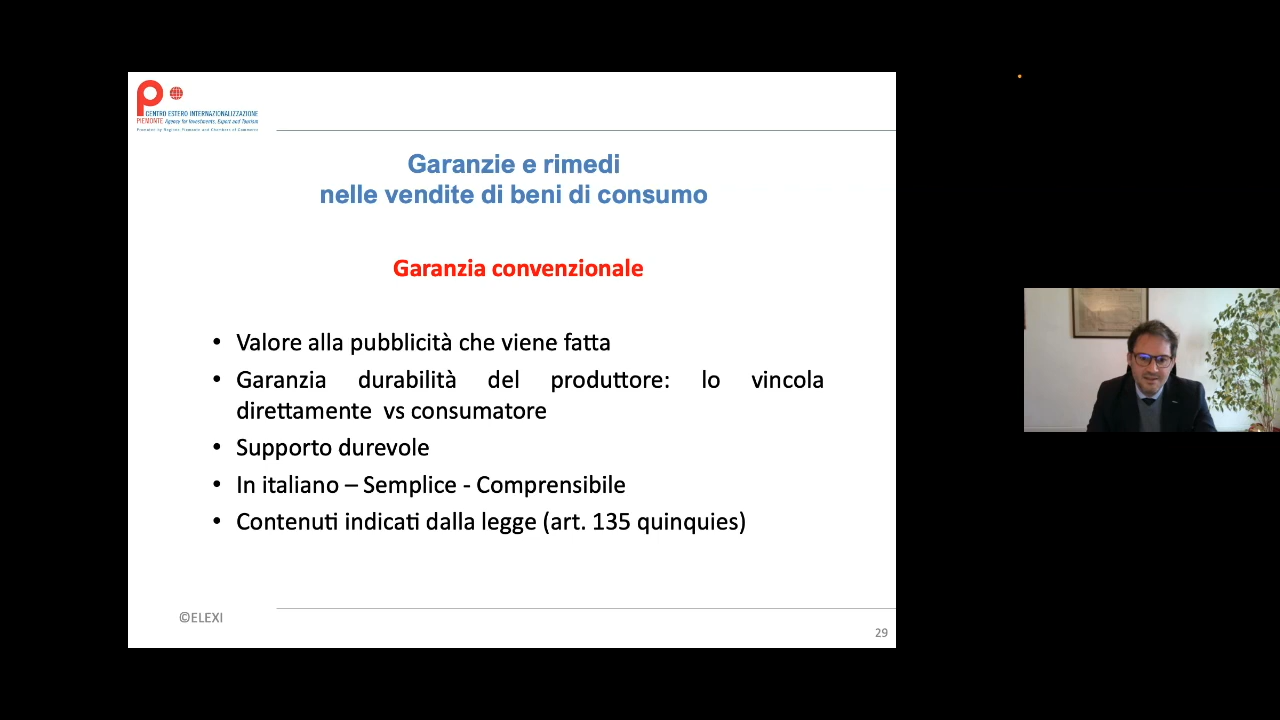 CENTRO ESTERO INTERNAZIONALIZZAZIONE
PIEMONTE Agency for Investments, Export and Tourism
Promoted by Regione Piemonte and Chambers of Commerce
Garanzie e rimedi
nelle vendite di beni di consumo
Garanzia convenzionale
• Valore alla pubblicità che viene fatta
• Garanzia durabilità del produttore: lo vincola
direttamente vs consumatore
• Supporto durevole
• In italiano – Semplice - Comprensibile
• Contenuti indicati dalla legge (art. 135 quinquies)
©ELEXI
29